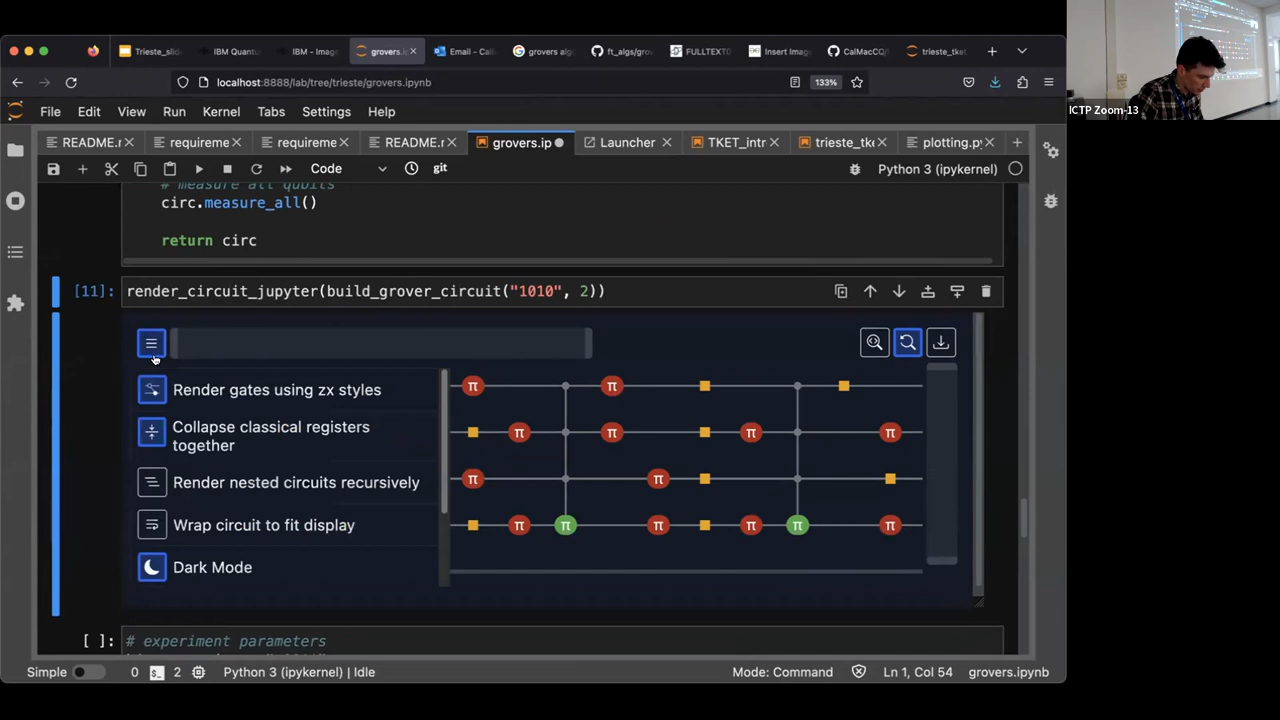 Trieste_slid
IBM Quantu
IBM - Image
grovers.i
Email - Cal
grovers alg
ft_algs/gro
FULLTEXT0
Insert Imag
CalMacCQ/
trieste_tket
localhost:8888/lab/tree/trieste/grovers.ipynb
133%
ICTP Zoom-13
File Edit View Run Kernel Tabs Settings Help
README.r
requireme
requireme
README.r
grovers.ip
Launcher
TKET_intr
trieste_tke
plotting.py
Code
git
Python 3 (ipykernel)
# measure all qubits
circ.measure_all()
return circ
[11]: render_circuit_jupyter(build_grover_circuit("1010", 2))
Render gates using zx styles
Collapse classical registers
together
Render nested circuits recursively
Wrap circuit to fit display
Dark Mode
π π
π π π π
π π
π π π π π π
[ ]: # experiment parameters
Simple 0 2 Python 3 (ipykernel) | Idle Mode: Command Ln 1, Col 54 grovers.ipynb